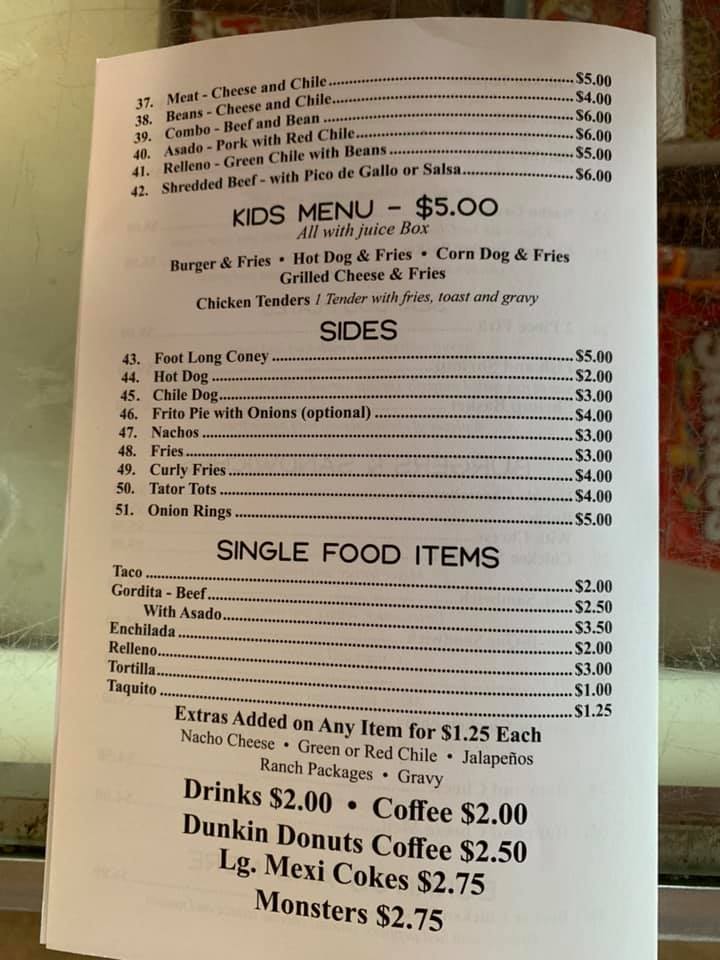 37. Meat - Cheese and Chile $5.00
38. Beans - Cheese and Chile $4.00
39. Combo - Beef and Bean $6.00
40. Asado - Pork with Red Chile $6.00
41. Relleno - Green Chile with Beans $5.00
42. Shredded Beef - with Pico de Gallo or Salsa $6.00
KIDS MENU - $5.00
All with juice Box
Burger & Fries • Hot Dog & Fries • Corn Dog & Fries
Grilled Cheese & Fries
Chicken Tenders 1 Tender with fries, toast and gravy
SIDES
43. Foot Long Coney $5.00
44. Hot Dog $2.00
45. Chile Dog $3.00
46. Frito Pie with Onions (optional) $4.00
47. Nachos $3.00
48. Fries $3.00
49. Curly Fries $4.00
50. Tator Tots $4.00
51. Onion Rings $5.00
SINGLE FOOD ITEMS
Taco $2.00
Gordita - Beef $2.50
With Asado $3.50
Enchilada $2.00
Relleno $3.00
Tortilla $1.00
Taquito $1.25
Extras Added on Any Item for $1.25 Each
Nacho Cheese • Green or Red Chile • Jalapeños
Ranch Packages • Gravy
Drinks $2.00 • Coffee $2.00
Dunkin Donuts Coffee $2.50
Lg. Mexi Cokes $2.75
Monsters $2.75